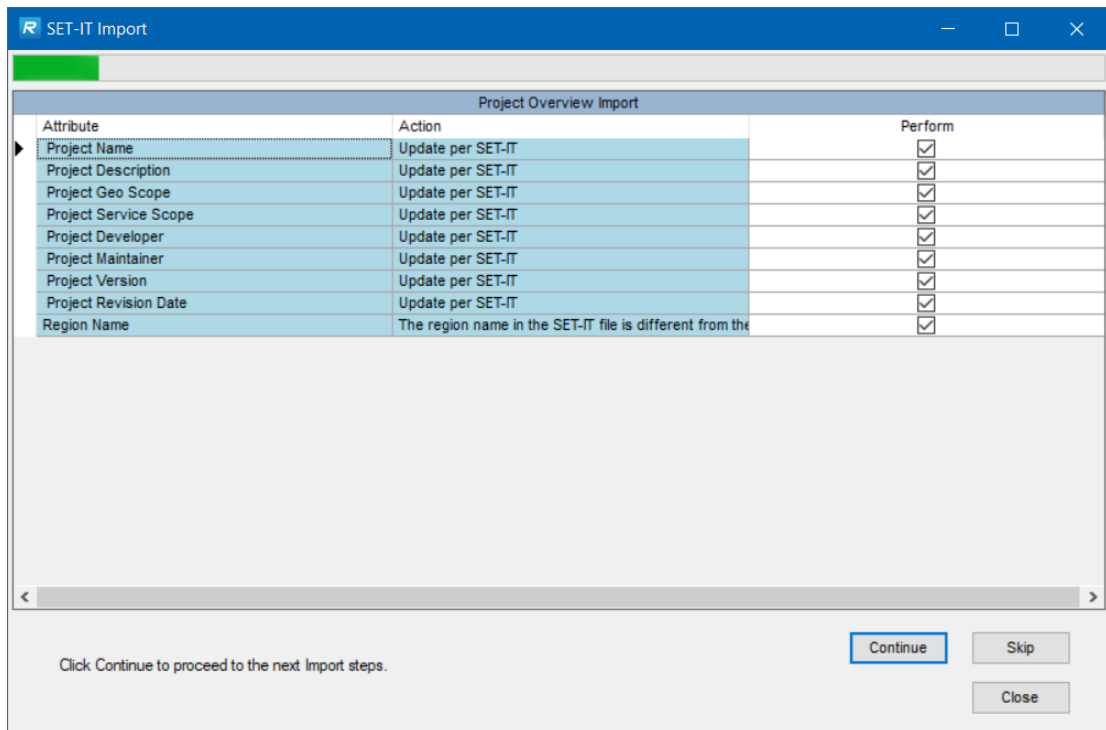 SET-IT Import
Project Overview Import
Attribute Action Perform
Project Name Update per SET-IT
Project Description Update per SET-IT
Project Geo Scope Update per SET-IT
Project Service Scope Update per SET-IT
Project Developer Update per SET-IT
Project Maintainer Update per SET-IT
Project Version Update per SET-IT
Project Revision Date Update per SET-IT
Region Name The region name in the SET-IT file is different from the
Continue Skip
Click Continue to proceed to the next Import steps.
Close